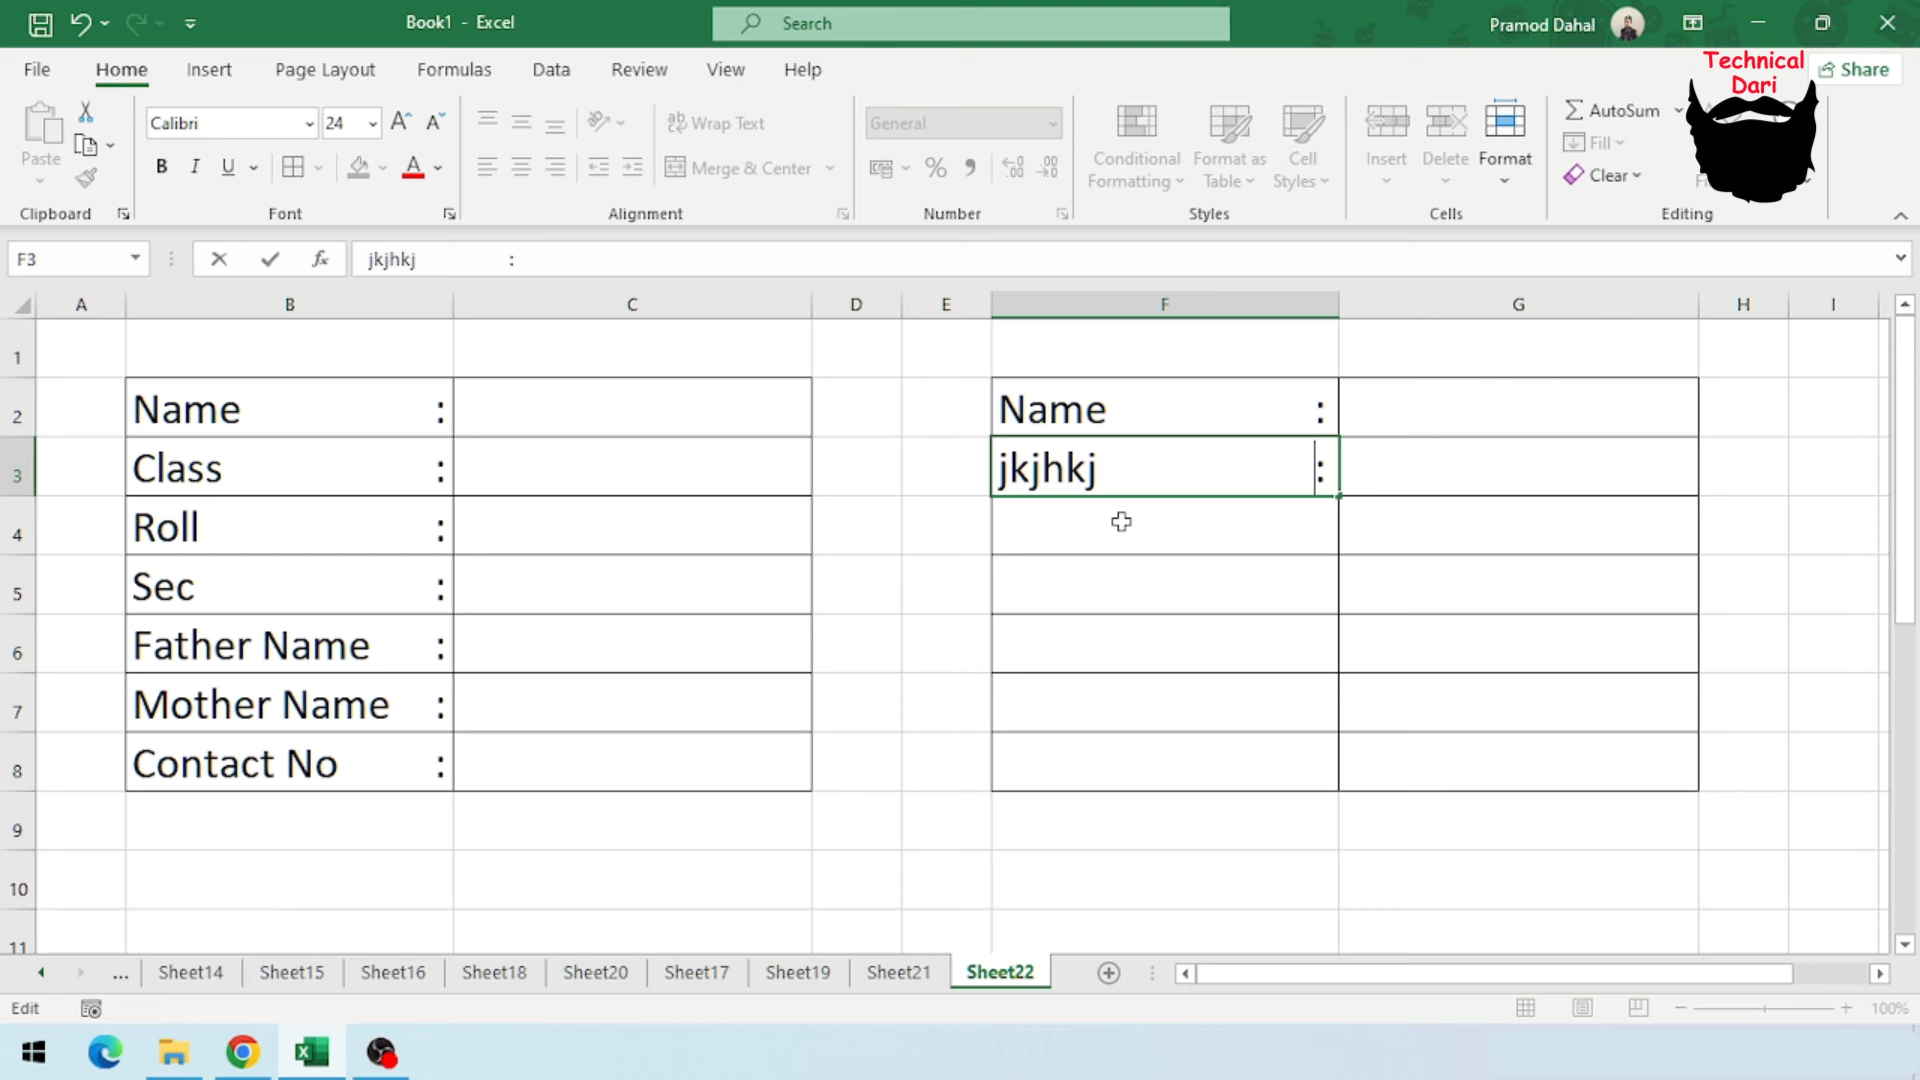 Book1 - Excel
Search
Pramod Dahal
Technical
Dari
File Home Insert Page Layout Formulas Data Review View Help
Share
Calibri 24
Wrap Text
General
AutoSum
Paste
B I U
Merge & Center
%
Conditional
Formatting
Format as
Table
Cell
Styles
Insert
Delete
Format
Fill
Clear
Clipboard Font Alignment Number Styles Cells Editing
F3
fx
jkjhkj :
A B C D E F G H I
1
2 Name : Name :
3 Class : jkjhkj :
4 Roll :
5 Sec :
6 Father Name :
7 Mother Name :
8 Contact No :
9
10
11
... Sheet14 Sheet15 Sheet16 Sheet18 Sheet20 Sheet17 Sheet19 Sheet21 Sheet22
Edit
100%